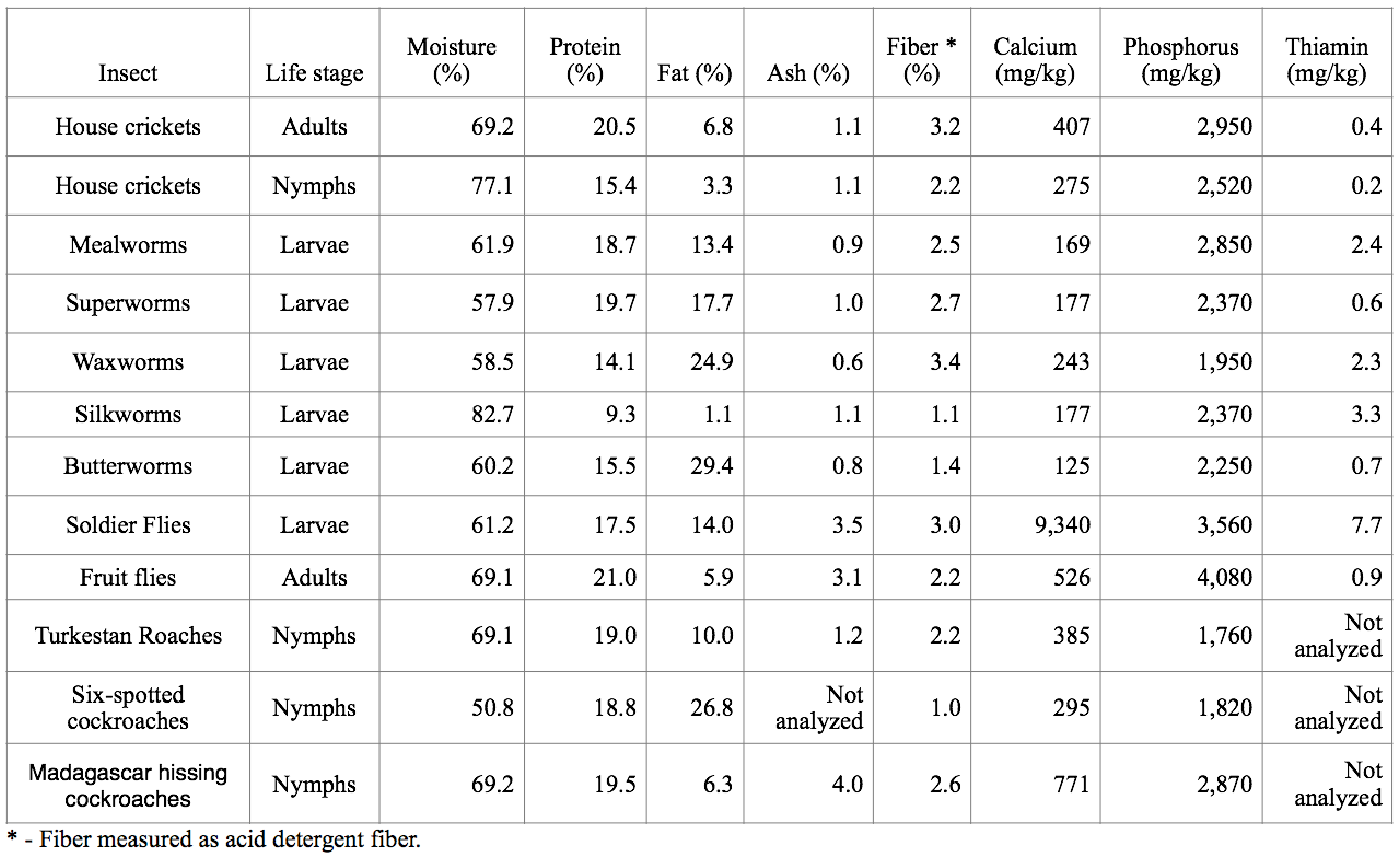 Insect Life stage Moisture (%) Protein (%) Fat (%) Ash (%) Fiber * (%) Calcium (mg/kg) Phosphorus (mg/kg) Thiamin (mg/kg)
House crickets Adults 69.2 20.5 6.8 1.1 3.2 407 2,950 0.4
House crickets Nymphs 77.1 15.4 3.3 1.1 2.2 275 2,520 0.2
Mealworms Larvae 61.9 18.7 13.4 0.9 2.5 169 2,850 2.4
Superworms Larvae 57.9 19.7 17.7 1.0 2.7 177 2,370 0.6
Waxworms Larvae 58.5 14.1 24.9 0.6 3.4 243 1,950 2.3
Silkworms Larvae 82.7 9.3 1.1 1.1 1.1 177 2,370 3.3
Butterworms Larvae 60.2 15.5 29.4 0.8 1.4 125 2,250 0.7
Soldier Flies Larvae 61.2 17.5 14.0 3.5 3.0 9,340 3,560 7.7
Fruit flies Adults 69.1 21.0 5.9 3.1 2.2 526 4,080 0.9
Turkestan Roaches Nymphs 69.1 19.0 10.0 1.2 2.2 385 1,760 Not analyzed
Six-spotted cockroaches Nymphs 50.8 18.8 26.8 Not analyzed 1.0 295 1,820 Not analyzed
Madagascar hissing cockroaches Nymphs 69.2 19.5 6.3 4.0 2.6 771 2,870 Not analyzed
* - Fiber measured as acid detergent fiber.